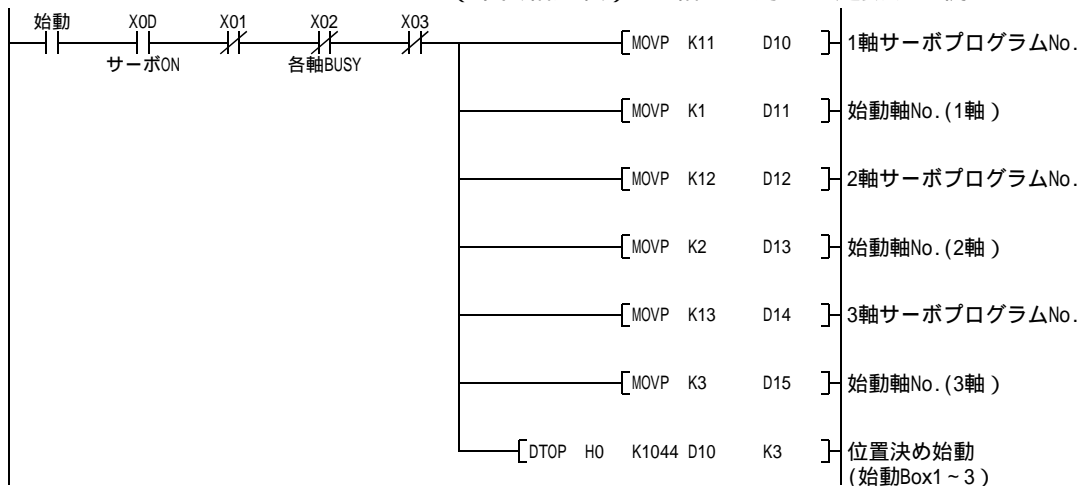 始動 X0D X01 X02 X03
サーボON 各軸BUSY
MOVP K11 D10 1軸サーボプログラムNo.
MOVP K1 D11 始動軸No.(1軸)
MOVP K12 D12 2軸サーボプログラムNo.
MOVP K2 D13 始動軸No.(2軸)
MOVP K13 D14 3軸サーボプログラムNo.
MOVP K3 D15 始動軸No.(3軸)
DTOP H0 K1044 D10 K3 位置決め始動
(始動Box1~3)